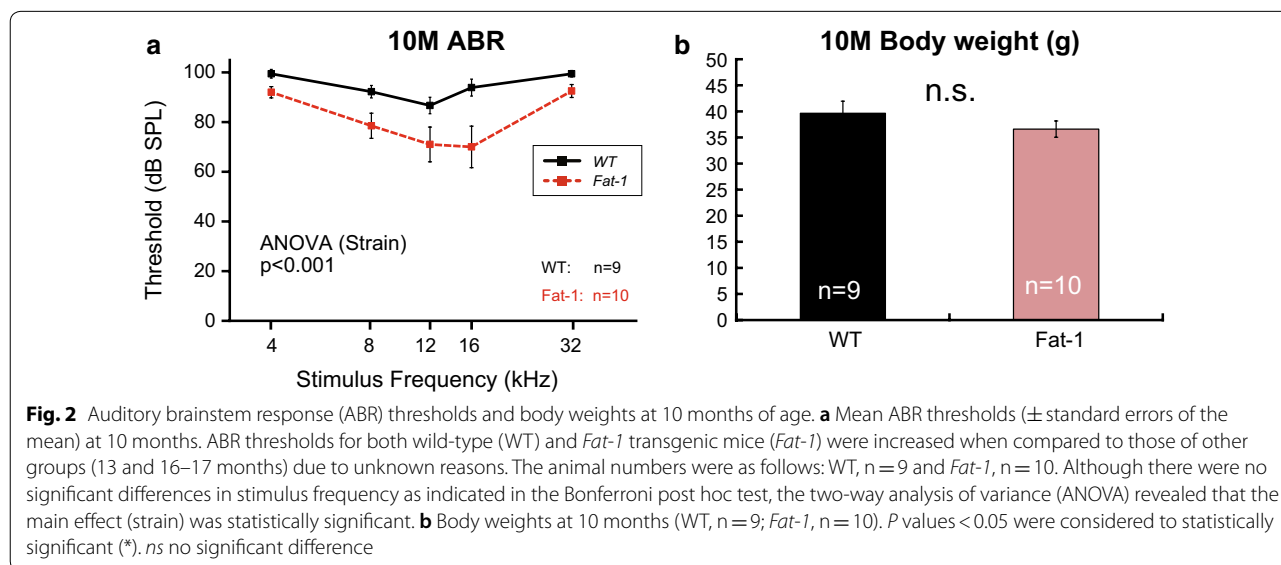 a
10M ABR
100
80
60
40
20
0
Threshold (dB SPL)
WT
Fat-1
ANOVA (Strain)
p<0.001
WT: n=9
Fat-1: n=10
4 8 12 16 32
Stimulus Frequency (kHz)
b
10M Body weight (g)
50
45
40
35
30
25
20
15
10
5
0
n.s.
n=9
n=10
WT Fat-1
Fig. 2 Auditory brainstem response (ABR) thresholds and body weights at 10 months of age. a Mean ABR thresholds (± standard errors of the
mean) at 10 months. ABR thresholds for both wild-type (WT) and Fat-1 transgenic mice (Fat-1) were increased when compared to those of other
groups (13 and 16–17 months) due to unknown reasons. The animal numbers were as follows: WT, n = 9 and Fat-1, n = 10. Although there were no
significant differences in stimulus frequency as indicated in the Bonferroni post hoc test, the two-way analysis of variance (ANOVA) revealed that the
main effect (strain) was statistically significant. b Body weights at 10 months (WT, n = 9; Fat-1, n = 10). P values < 0.05 were considered to statistically
significant (*). ns no significant difference